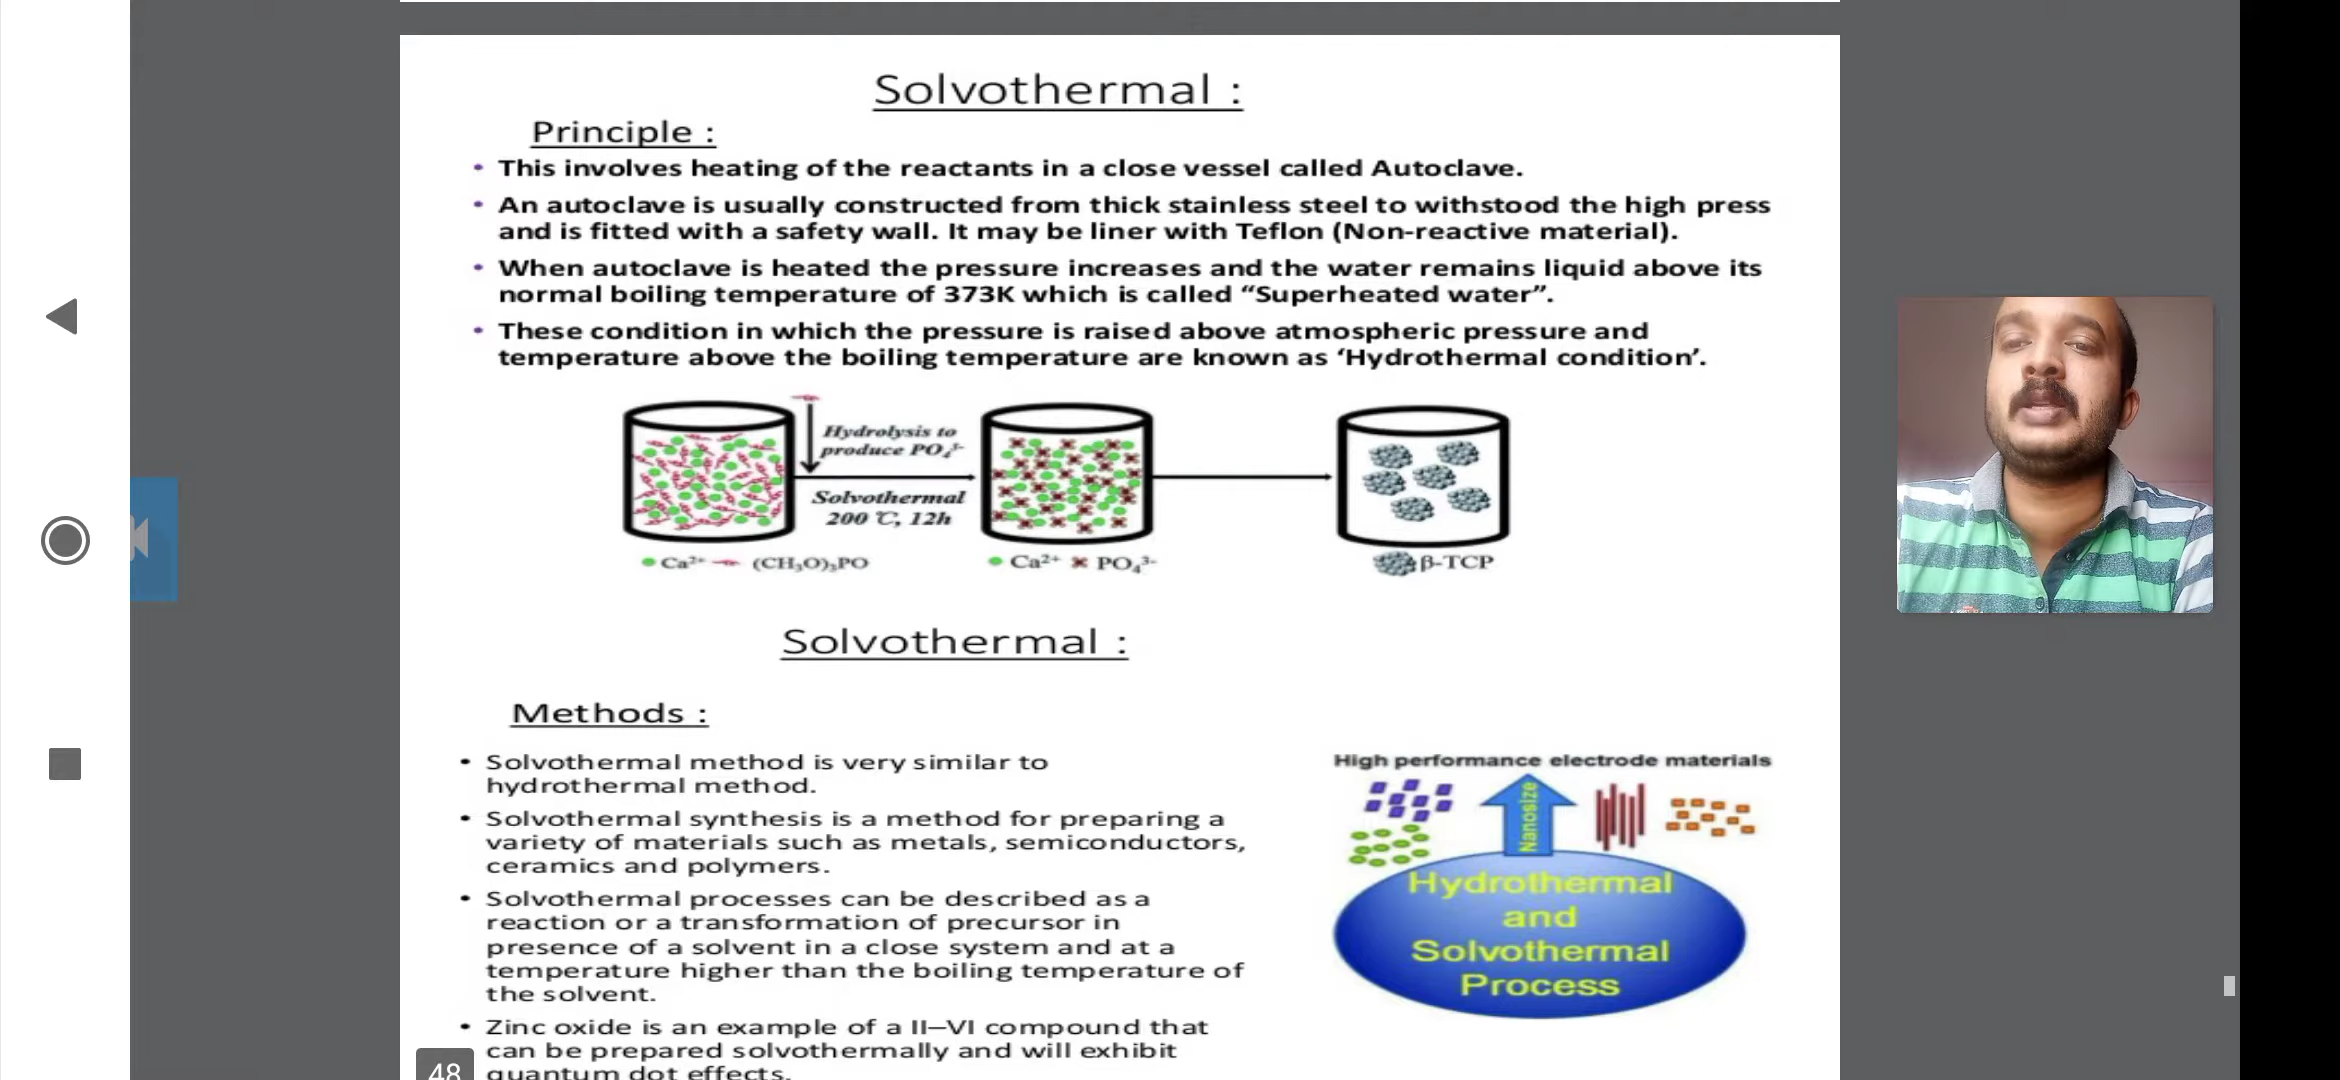 Solvothermal :
Principle :
• This involves heating of the reactants in a close vessel called Autoclave.
• An autoclave is usually constructed from thick stainless steel to withstood the high press
and is fitted with a safety wall. It may be liner with Teflon (Non-reactive material).
• When autoclave is heated the pressure increases and the water remains liquid above its
normal boiling temperature of 373K which is called “Superheated water”.
• These condition in which the pressure is raised above atmospheric pressure and
temperature above the boiling temperature are known as ‘Hydrothermal condition’.
Hydrolysis to
produce PO₄³⁻
Solvothermal
200 ℃, 12h
Ca²⁺ (CH₃O)₃PO
Ca²⁺ PO₄³⁻
β-TCP
Solvothermal :
Methods :
• Solvothermal method is very similar to
hydrothermal method.
• Solvothermal synthesis is a method for preparing a
variety of materials such as metals, semiconductors,
ceramics and polymers.
• Solvothermal processes can be described as a
reaction or a transformation of precursor in
presence of a solvent in a close system and at a
temperature higher than the boiling temperature of
the solvent.
• Zinc oxide is an example of a II–VI compound that
can be prepared solvothermally and will exhibit
quantum dot effects.
High performance electrode materials
Nanosize
Hydrothermal
and
Solvothermal
Process
48